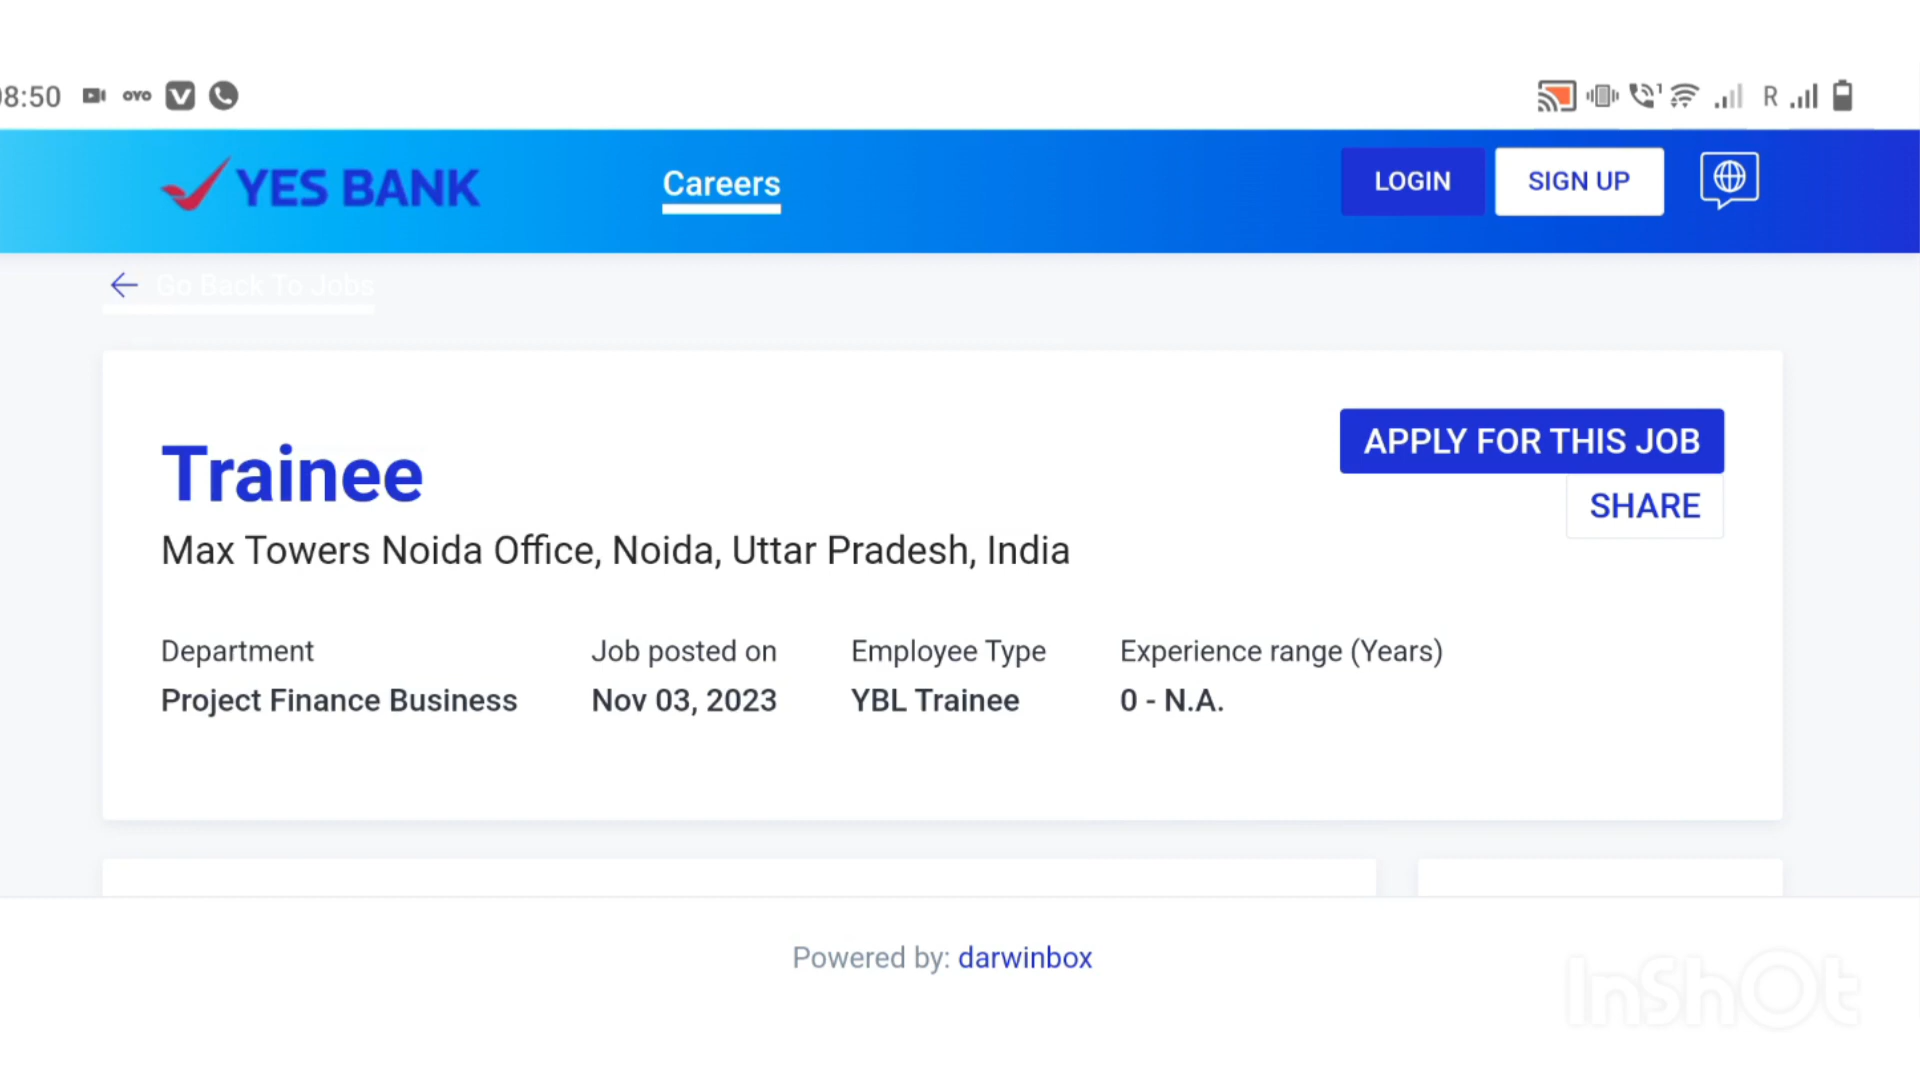 8:50 OVO V R
YES BANK Careers LOGIN SIGN UP
Go Back To Jobs
Trainee
APPLY FOR THIS JOB
SHARE
Max Towers Noida Office, Noida, Uttar Pradesh, India
Department Job posted on Employee Type Experience range (Years)
Project Finance Business Nov 03, 2023 YBL Trainee 0 - N.A.
Powered by: darwinbox
InShOt